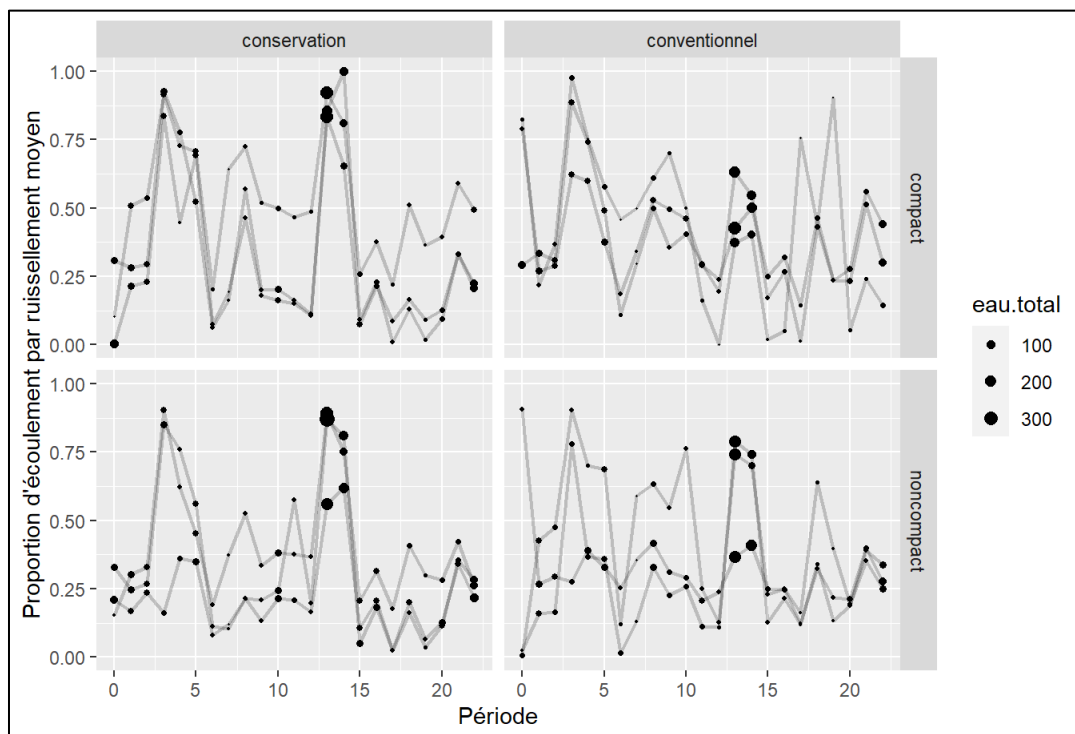 conservation
conventionnel
Proportion d'écoulement par ruissellement moyen
1.00
0.75
0.50
0.25
0.00
compact
1.00
0.75
0.50
0.25
0.00
noncompact
0 5 10 15 20
0 5 10 15 20
Période
eau.total
100
200
300